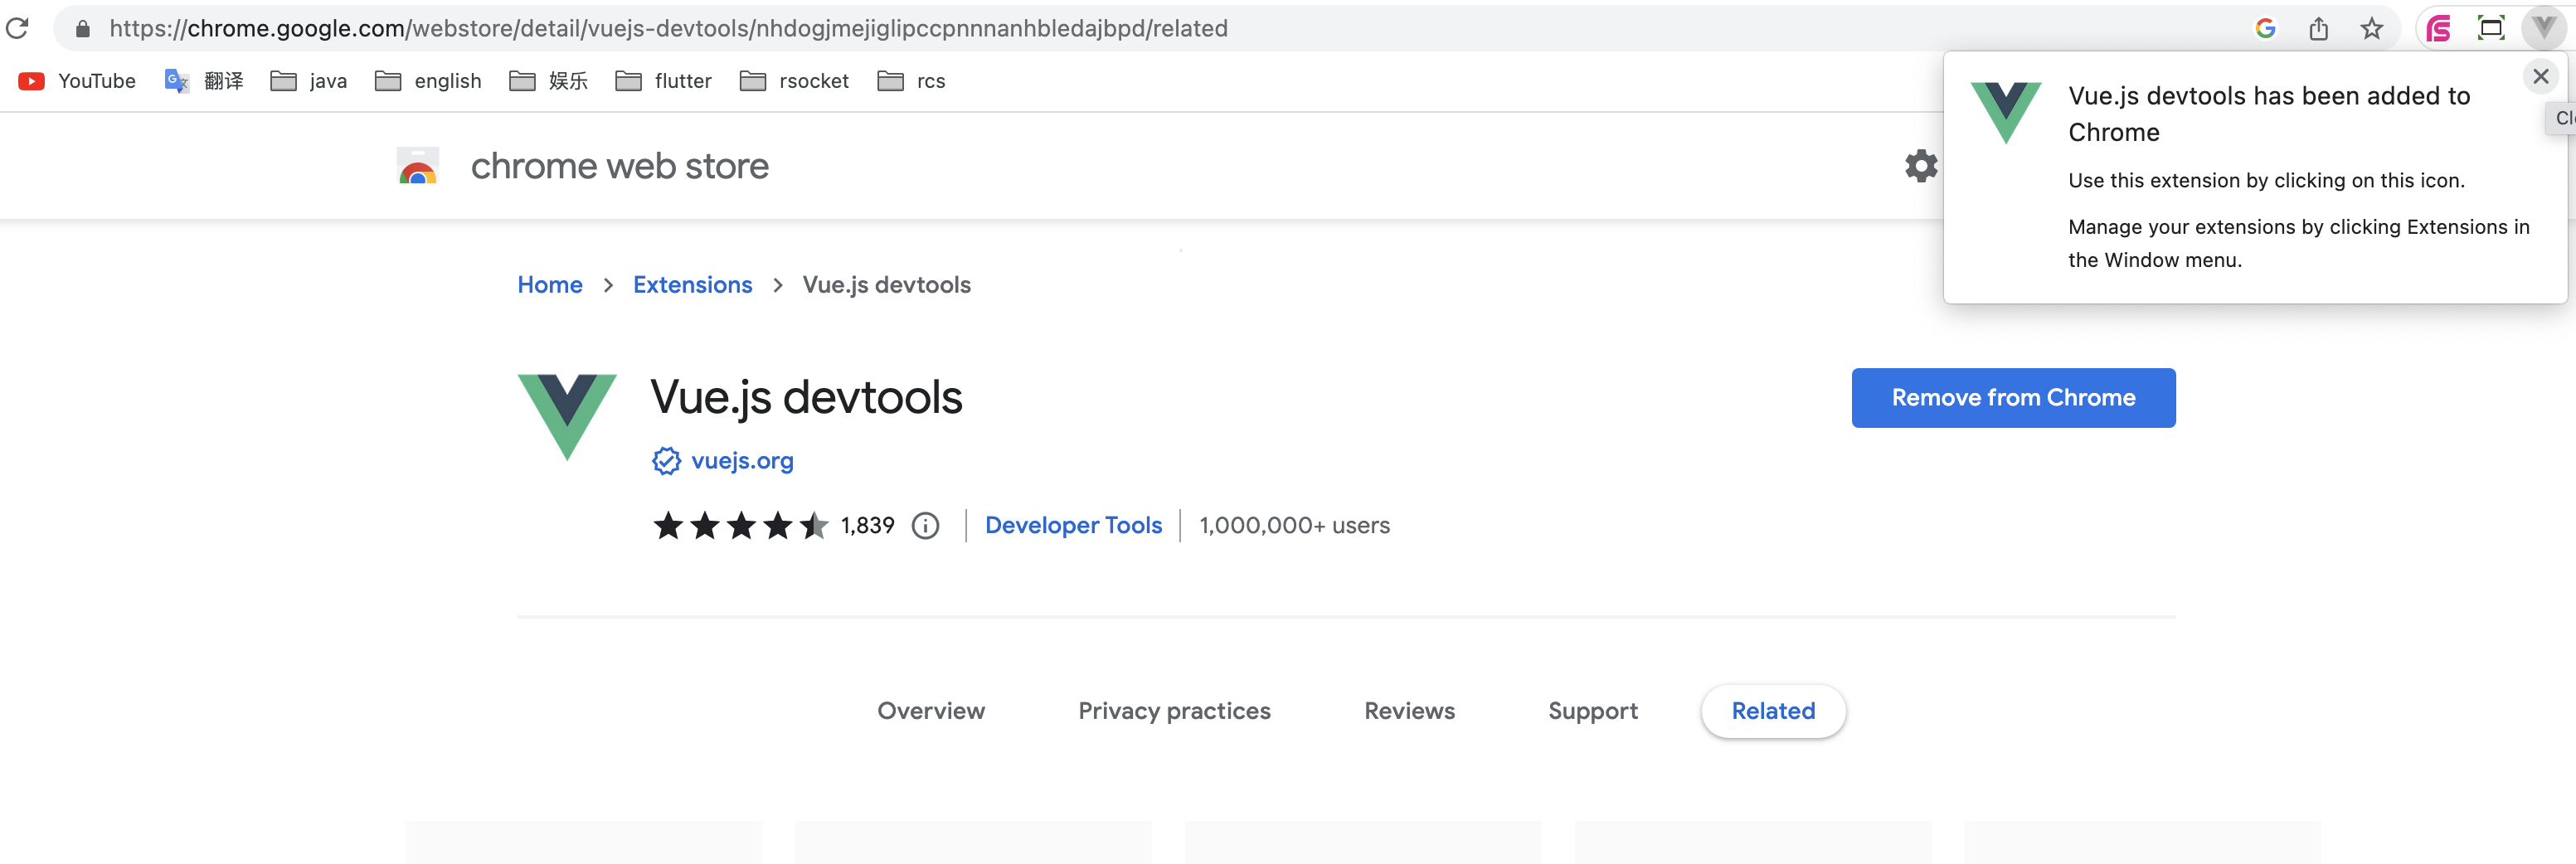 https://chrome.google.com/webstore/detail/vuejs-devtools/nhdogjmejiglipccpnnnanhbledajbpd/related
YouTube 翻译 java english 娱乐 flutter rsocket rcs
Vue.js devtools has been added to
Chrome
Use this extension by clicking on this icon.
Manage your extensions by clicking Extensions in
the Window menu.
chrome web store
Home > Extensions > Vue.js devtools
Vue.js devtools
Remove from Chrome
vuejs.org
1,839 Developer Tools 1,000,000+ users
Overview Privacy practices Reviews Support Related